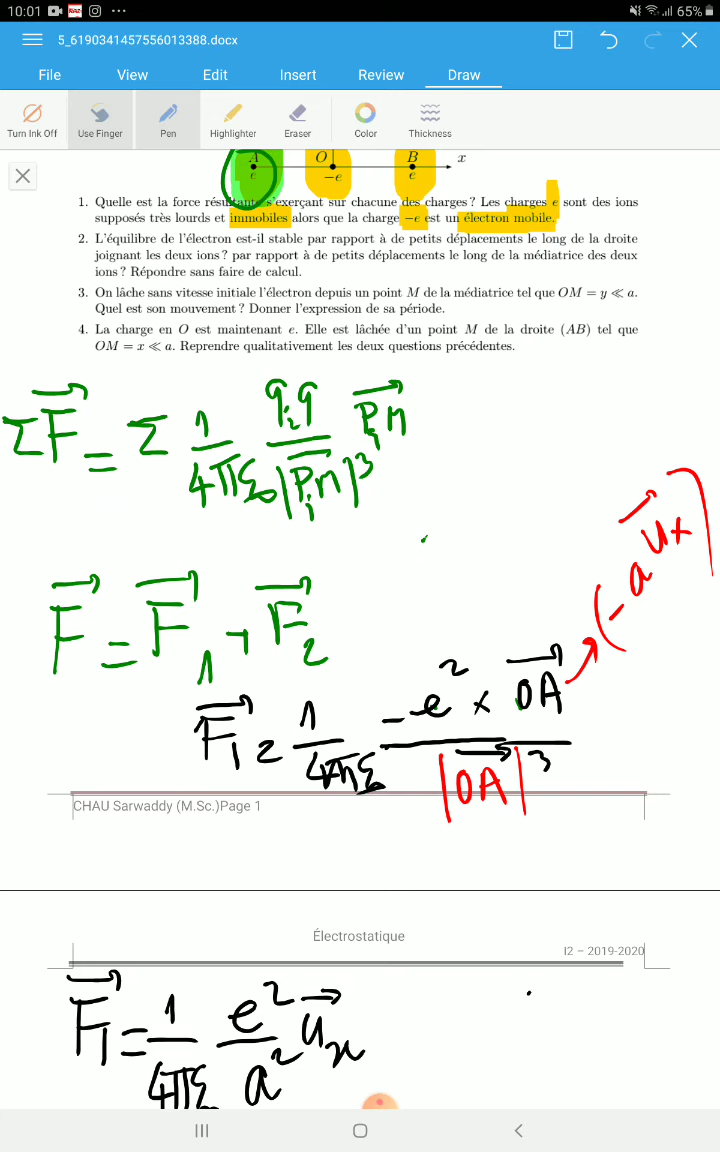 10:01 65%
5_6190341457556013388.docx
File View Edit Insert Review Draw
Turn Ink Off Use Finger Pen Highlighter Eraser Color Thickness
A O B x
e −e e
1. Quelle est la force résultante s'exerçant sur chacune des charges ? Les charges e sont des ions
supposés très lourds et immobiles alors que la charge −e est un électron mobile.
2. L'équilibre de l'électron est-il stable par rapport à de petits déplacements le long de la droite
joignant les deux ions ? par rapport à de petits déplacements le long de la médiatrice des deux
ions ? Répondre sans faire de calcul.
3. On lâche sans vitesse initiale l'électron depuis un point M de la médiatrice tel que OM = y ≪ a.
Quel est son mouvement ? Donner l'expression de sa période.
4. La charge en O est maintenant e. Elle est lâchée d'un point M de la droite (AB) tel que
OM = x ≪ a. Reprendre qualitativement les deux questions précédentes.
Σ F⃗ = Σ 1/4πε₀ qᵢq/|PᵢM|³ PᵢM⃗
(-a u⃗x)
F⃗ = F⃗₁ + F⃗₂
F⃗₁ = 1/4πε₀ -e² × OA⃗ / |OA⃗|³
CHAU Sarwaddy (M.Sc.)Page 1
Électrostatique
I2 – 2019-2020
F⃗₁ = 1/4πε₀ e²/a² u⃗x